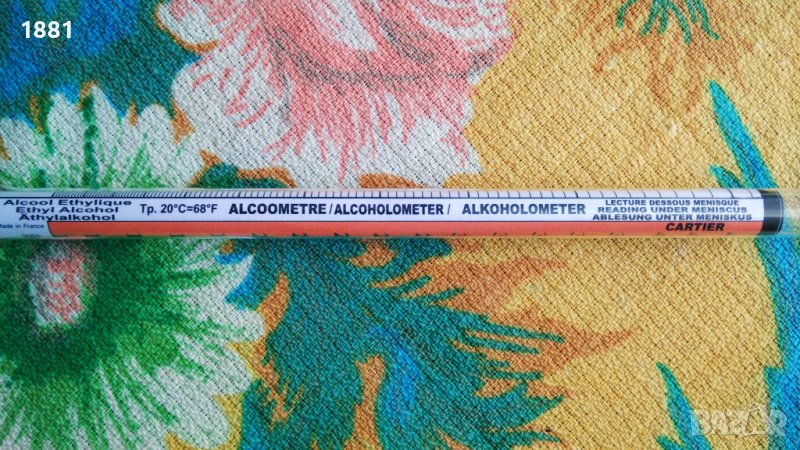 1881
Alcool Ethylique
Ethyl Alcohol
Äthylalkohol
Made in France
Tp. 20°C=68°F
ALCOOMETRE / ALCOHOLOMETER / ALKOHOLOMETER
LECTURE DESSOUS MENISQUE
READING UNDER MENISCUS
ABLESUNG UNTER MENISKUS
CARTIER
BAZAR